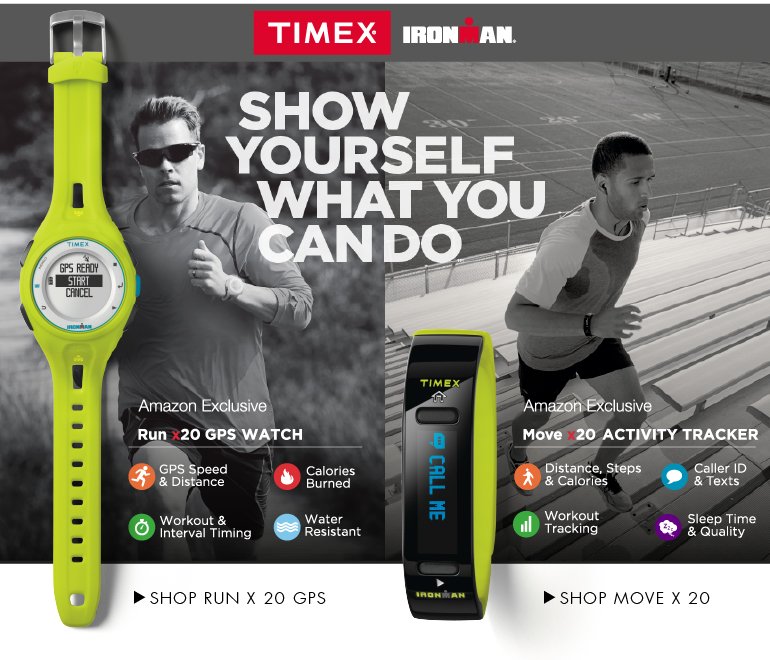 TIMEX® IRONMAN®
SHOW
YOURSELF
WHAT YOU
CAN DO
TIMEX
GPS READY
START
CANCEL
IRONMAN
Amazon Exclusive
Run x20 GPS WATCH
GPS Speed
& Distance
Calories
Burned
Workout &
Interval Timing
Water
Resistant
TIMEX
CALL ME
IRONMAN
Amazon Exclusive
Move x20 ACTIVITY TRACKER
Distance, Steps
& Calories
Caller ID
& Texts
Workout
Tracking
Sleep Time
& Quality
SHOP RUN X 20 GPS
SHOP MOVE X 20